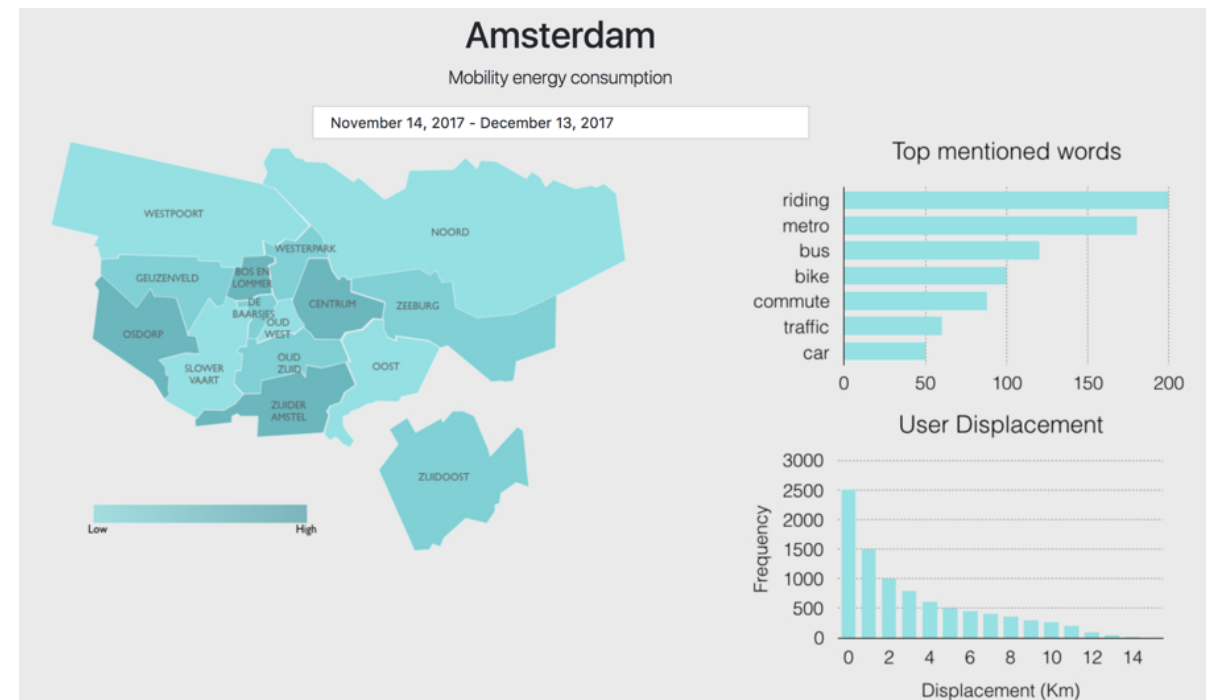 Amsterdam
Mobility energy consumption
November 14, 2017 - December 13, 2017
WESTPOORT
NOORD
WESTERPARK
GEUZENVELD
BOS EN
LOMMER
CENTRUM
ZEEBURG
DE
BAARSJES
OUD
WEST
OSDORP
SLOWER
VAART
OUD
ZUID
OOST
ZUIDER
AMSTEL
ZUIDOOST
Low
High
Top mentioned words
riding
metro
bus
bike
commute
traffic
car
0 50 100 150 200
User Displacement
3000
2500
2000
1500
1000
500
0
Frequency
0 2 4 6 8 10 12 14
Displacement (Km)